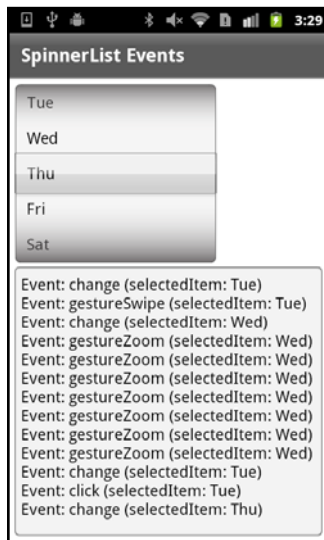 3:29
SpinnerList Events
Tue
Wed
Thu
Fri
Sat
Event: change (selectedItem: Tue)
Event: gestureSwipe (selectedItem: Tue)
Event: change (selectedItem: Wed)
Event: gestureZoom (selectedItem: Wed)
Event: gestureZoom (selectedItem: Wed)
Event: gestureZoom (selectedItem: Wed)
Event: gestureZoom (selectedItem: Wed)
Event: gestureZoom (selectedItem: Wed)
Event: gestureZoom (selectedItem: Wed)
Event: gestureZoom (selectedItem: Wed)
Event: change (selectedItem: Tue)
Event: click (selectedItem: Tue)
Event: change (selectedItem: Thu)